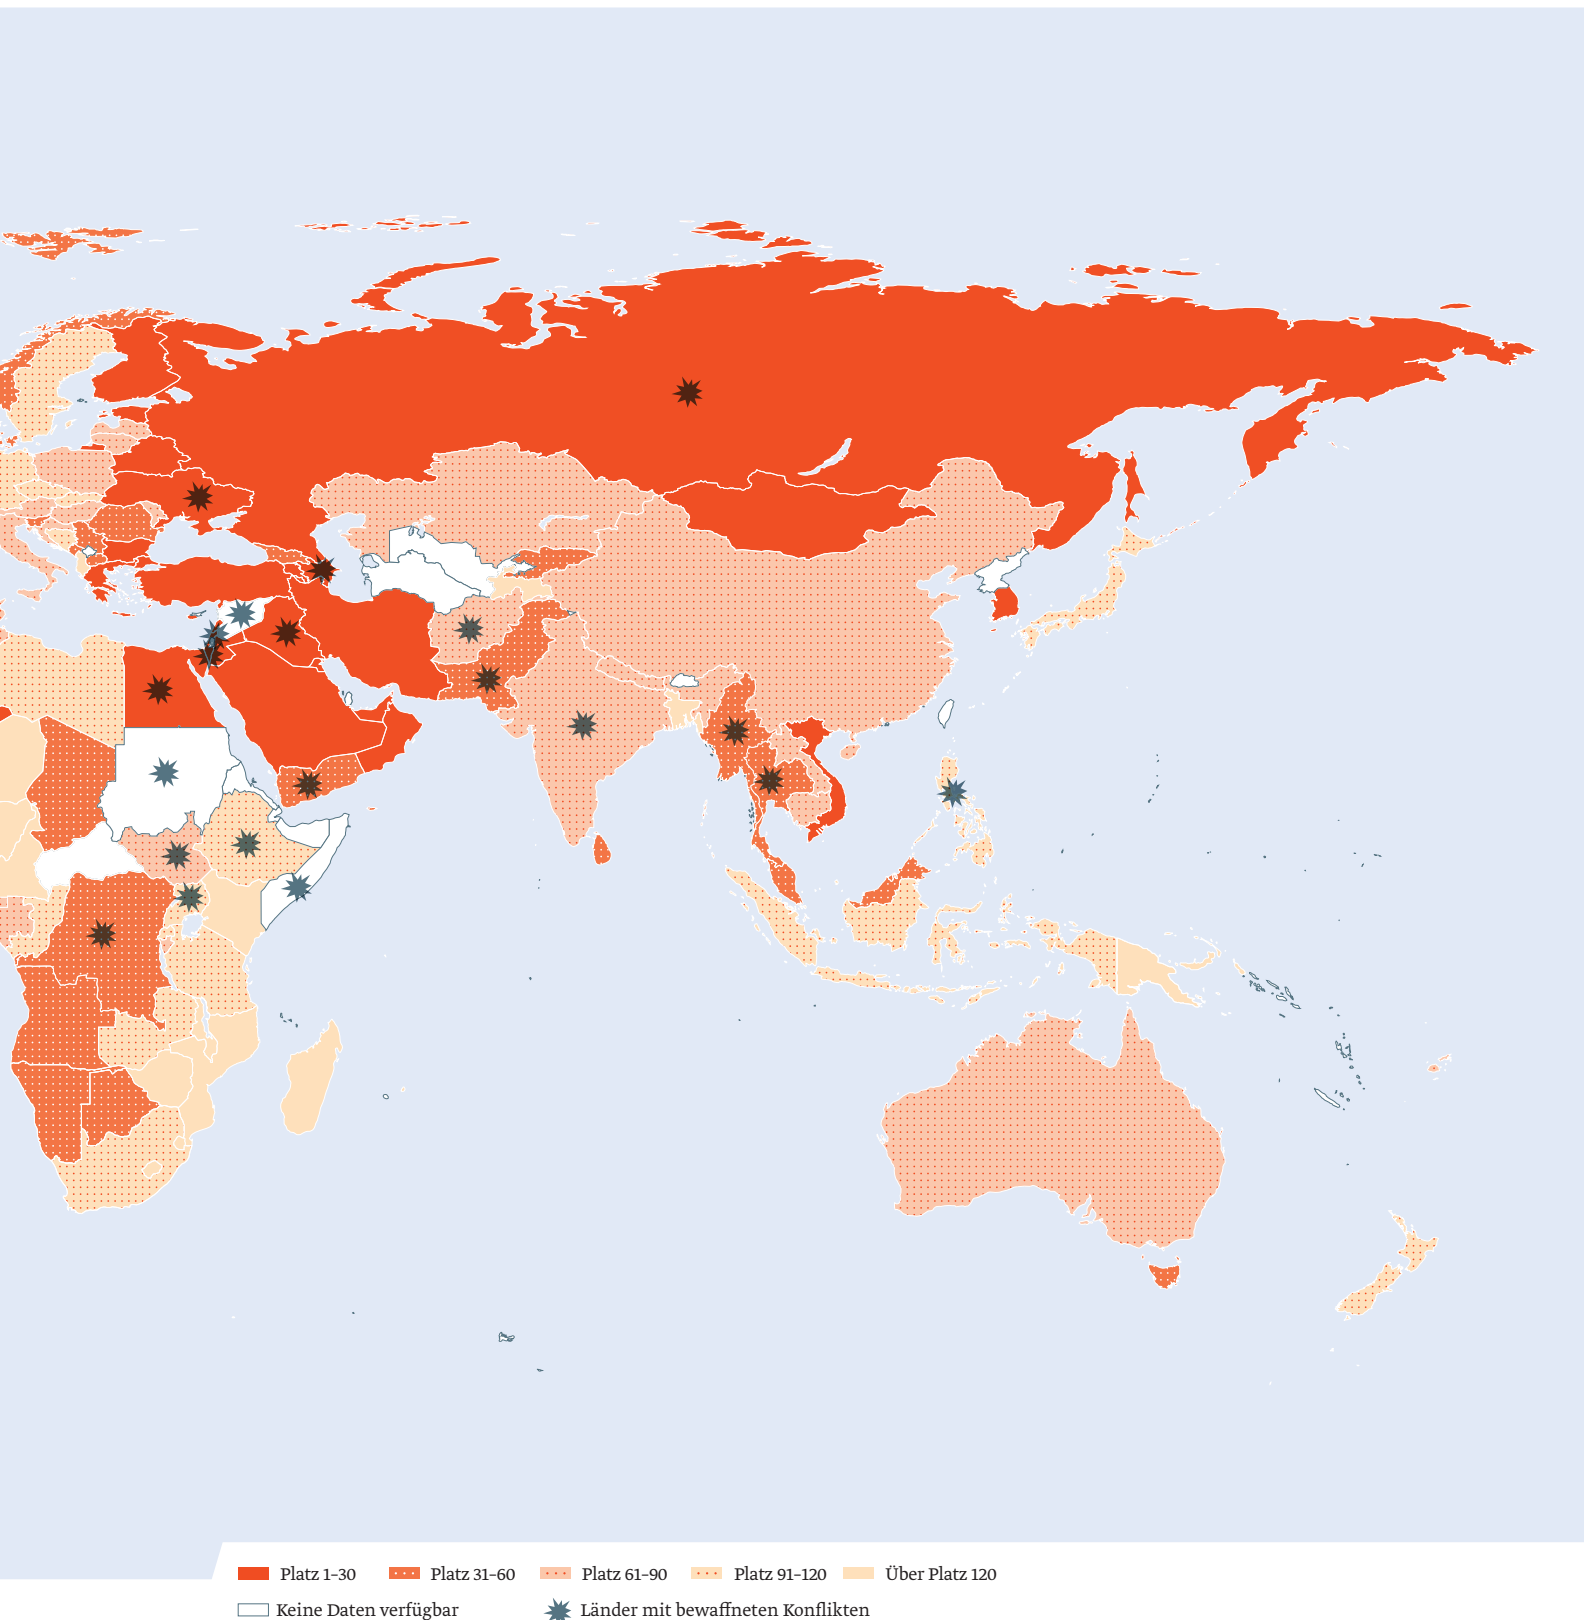 Platz 1–30 Platz 31–60 Platz 61–90 Platz 91–120 Über Platz 120
Keine Daten verfügbar Länder mit bewaffneten Konflikten